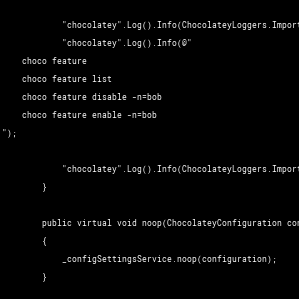 "chocolatey".Log().Info(ChocolateyLoggers.Import
"chocolatey".Log().Info(@"
choco feature
choco feature list
choco feature disable -n=bob
choco feature enable -n=bob
");
"chocolatey".Log().Info(ChocolateyLoggers.Import
}
public virtual void noop(ChocolateyConfiguration con
{
_configSettingsService.noop(configuration);
}